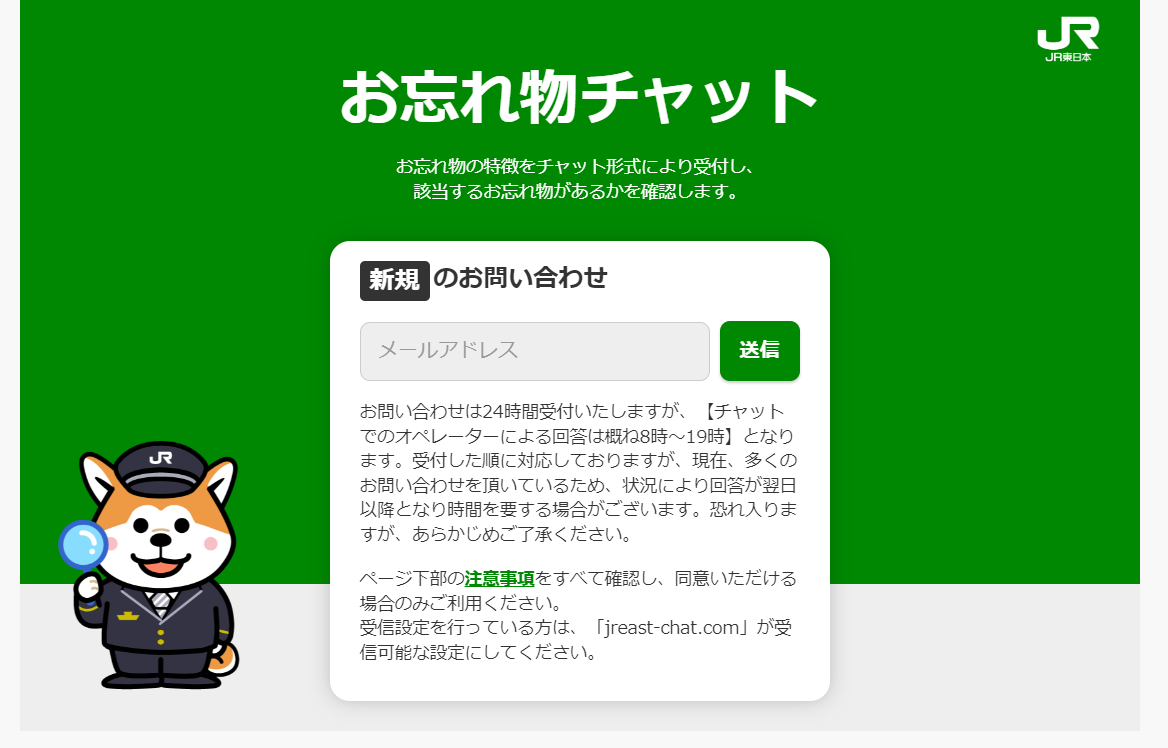 JR
JR東日本
お忘れ物チャット
お忘れ物の特徴をチャット形式により受付し、
該当するお忘れ物があるかを確認します。
新規のお問い合わせ
メールアドレス
送信
お問い合わせは24時間受付いたしますが、【チャット
でのオペレーターによる回答は概ね8時～19時】となり
ます。受付した順に対応しておりますが、現在、多くの
お問い合わせを頂いているため、状況により回答が翌日
以降となり時間を要する場合がございます。恐れ入りま
すが、あらかじめご了承ください。
ページ下部の注意事項をすべて確認し、同意いただける
場合のみご利用ください。
受信設定を行っている方は、「jreast-chat.com」が受
信可能な設定にしてください。
JR